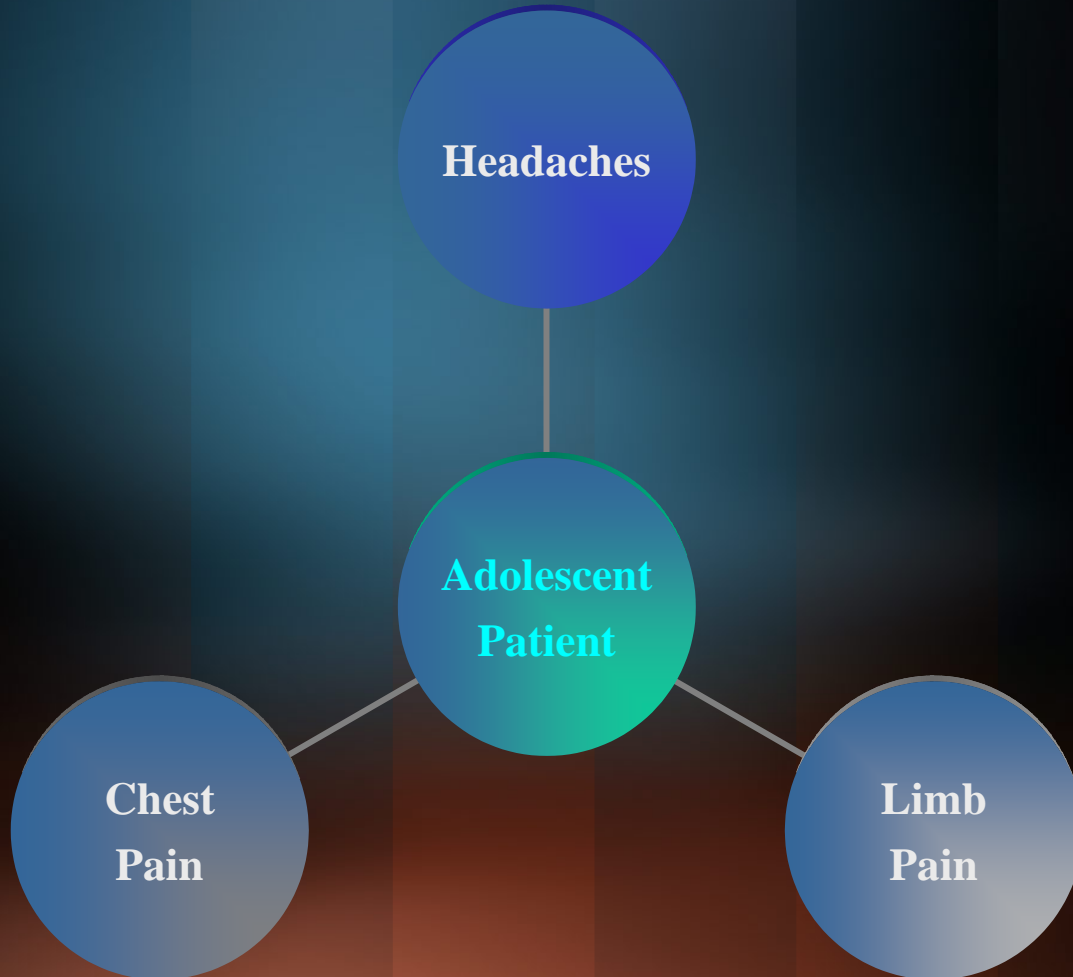 Headaches
Adolescent
Patient
Chest
Pain
Limb
Pain